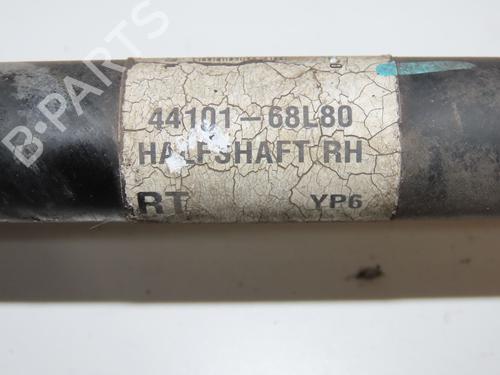 B-PARTS
44101-68L80
HALFSHAFT RH
RT YP6